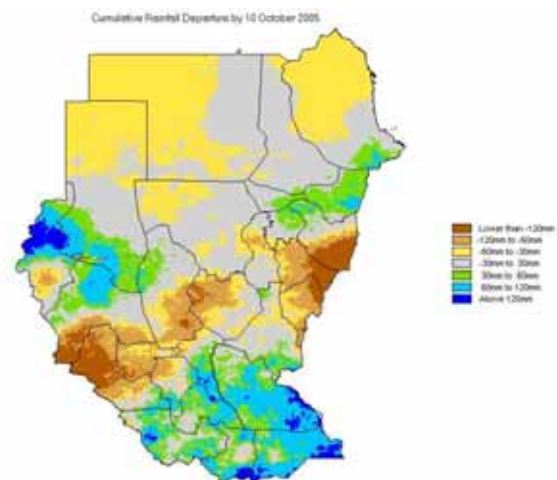 Cumulative Rainfall Departure by 10 October 2005
Lower than -120mm
-120mm to -60mm
-60mm to -30mm
-30mm to 30mm
30mm to 60mm
60mm to 120mm
Above 120mm